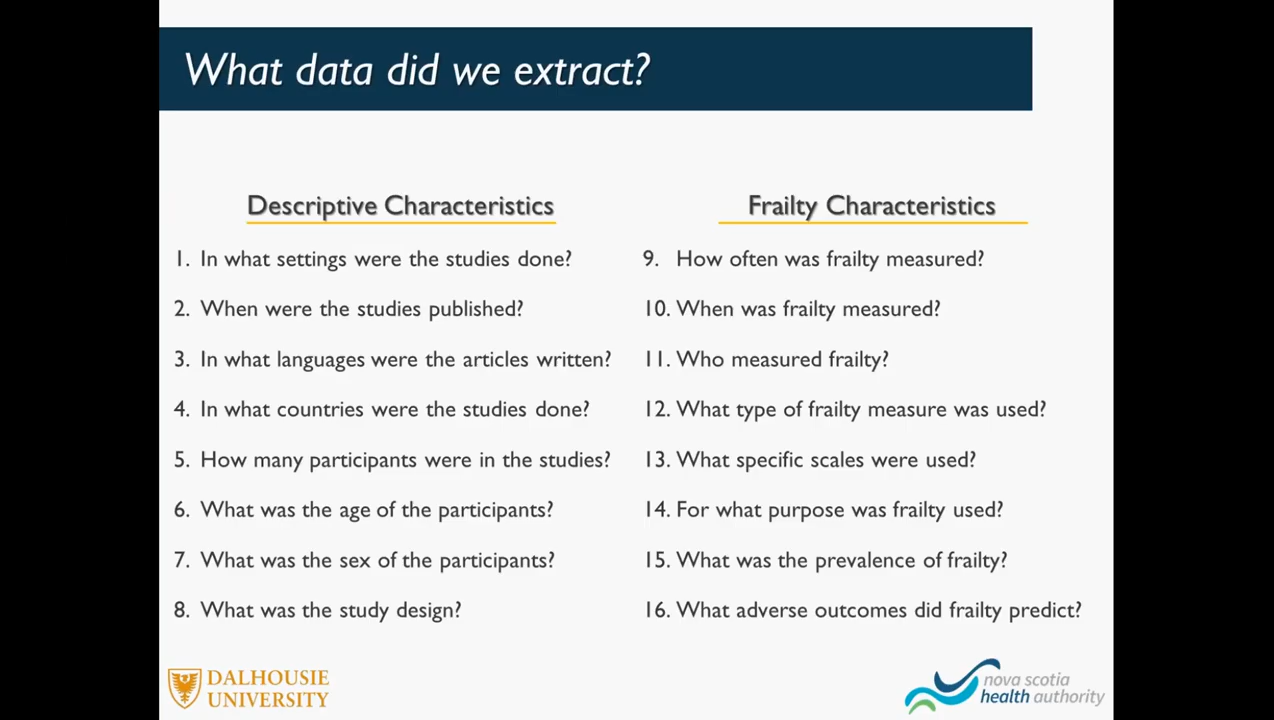 What data did we extract?
Descriptive Characteristics
1. In what settings were the studies done?
2. When were the studies published?
3. In what languages were the articles written?
4. In what countries were the studies done?
5. How many participants were in the studies?
6. What was the age of the participants?
7. What was the sex of the participants?
8. What was the study design?
Frailty Characteristics
9. How often was frailty measured?
10. When was frailty measured?
11. Who measured frailty?
12. What type of frailty measure was used?
13. What specific scales were used?
14. For what purpose was frailty used?
15. What was the prevalence of frailty?
16. What adverse outcomes did frailty predict?
DALHOUSIE
UNIVERSITY
nova scotia
health authority